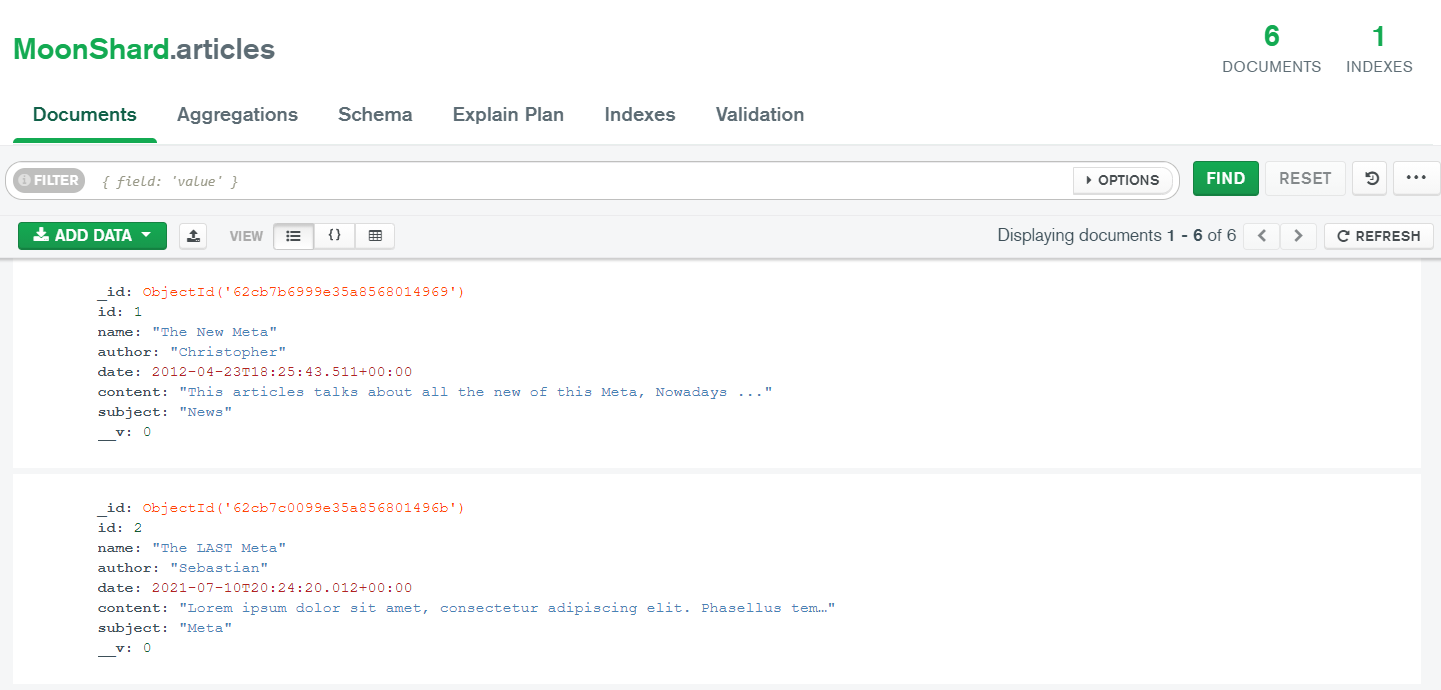 MoonShard.articles
6 DOCUMENTS
1 INDEXES
Documents Aggregations Schema Explain Plan Indexes Validation
FILTER { field: 'value' } OPTIONS FIND RESET ...
ADD DATA VIEW {} Displaying documents 1 - 6 of 6 < > REFRESH
_id: ObjectId('62cb7b6999e35a8568014969')
id: 1
name: "The New Meta"
author: "Christopher"
date: 2012-04-23T18:25:43.511+00:00
content: "This articles talks about all the new of this Meta, Nowadays ..."
subject: "News"
__v: 0
_id: ObjectId('62cb7c0099e35a856801496b')
id: 2
name: "The LAST Meta"
author: "Sebastian"
date: 2021-07-10T20:24:20.012+00:00
content: "Lorem ipsum dolor sit amet, consectetur adipiscing elit. Phasellus tem…"
subject: "Meta"
__v: 0